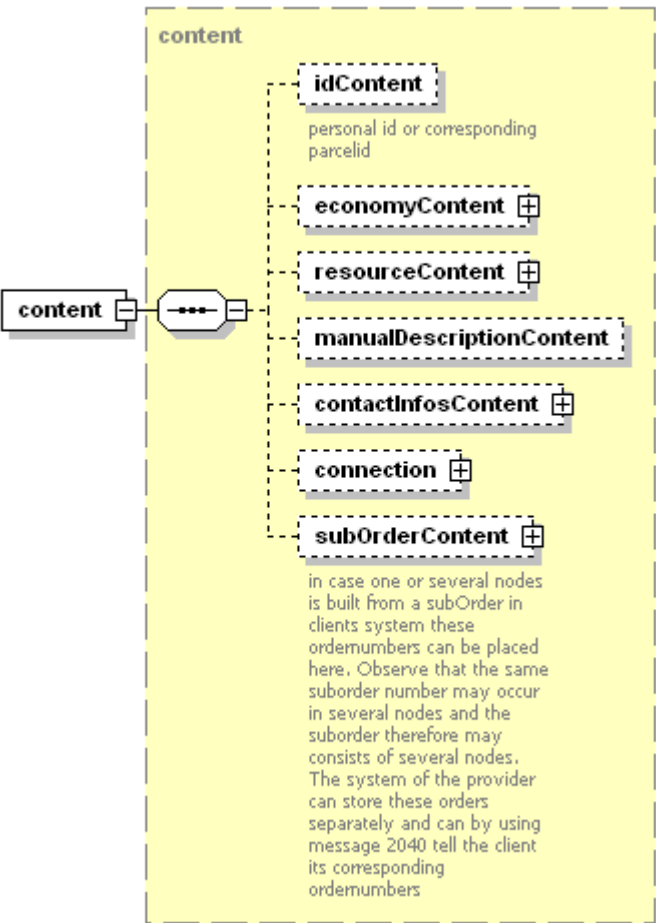 content
idContent
personal id or corresponding
parcelid
economyContent
resourceContent
content
manualDescriptionContent
contactInfosContent
connection
subOrderContent
in case one or several nodes
is built from a subOrder in
clients system these
ordernumbers can be placed
here. Observe that the same
suborder number may occur
in several nodes and the
suborder therefore may
consists of several nodes.
The system of the provider
can store these orders
separately and can by using
message 2040 tell the client
its corresponding
ordernumbers